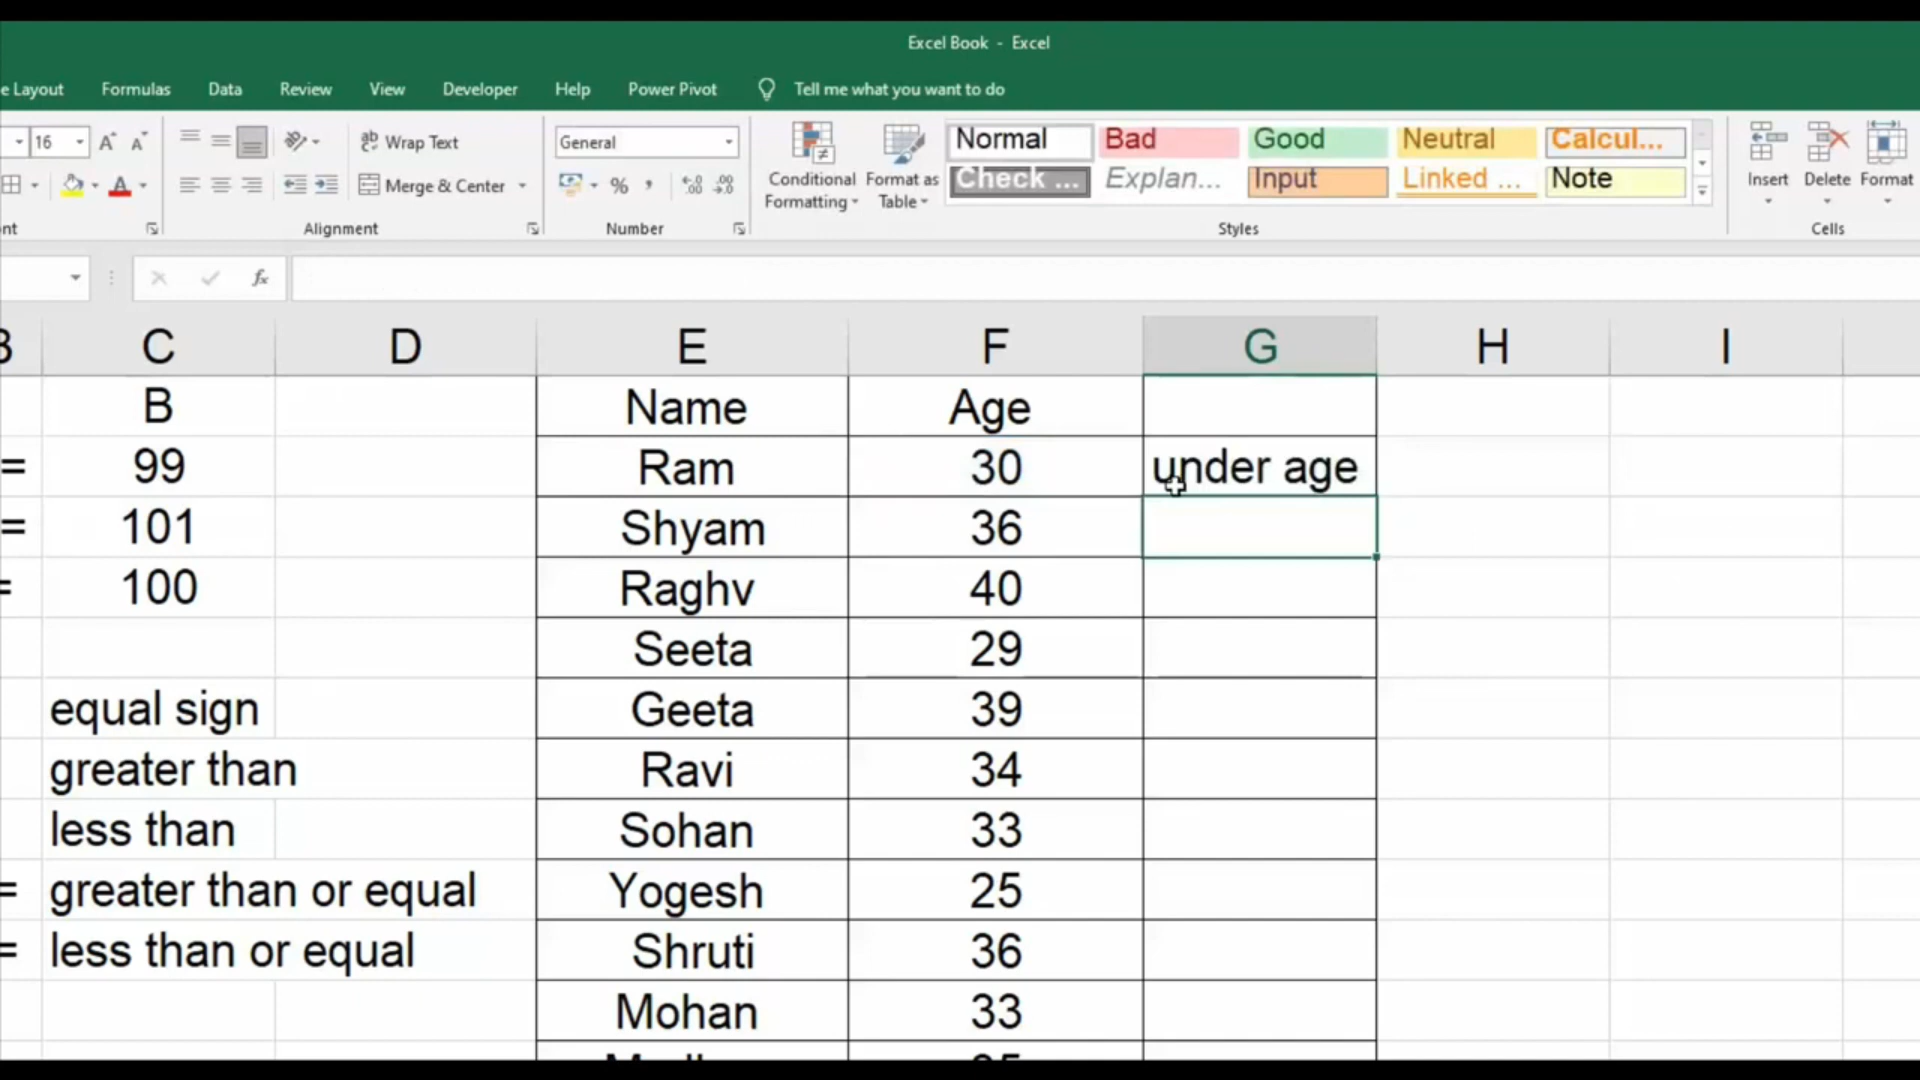 Excel Book - Excel
e Layout Formulas Data Review View Developer Help Power Pivot Tell me what you want to do
16 Wrap Text General Conditional Formatting Format as Table Normal Bad Good Neutral Calcul... Insert Delete Format
Merge & Center % Check ... Explan... Input Linked ... Note
nt Alignment Number Styles Cells
fx
B C D E F G H I
B Name Age
= 99 Ram 30 under age
= 101 Shyam 36
= 100 Raghv 40
Seeta 29
equal sign Geeta 39
greater than Ravi 34
less than Sohan 33
= greater than or equal Yogesh 25
= less than or equal Shruti 36
Mohan 33